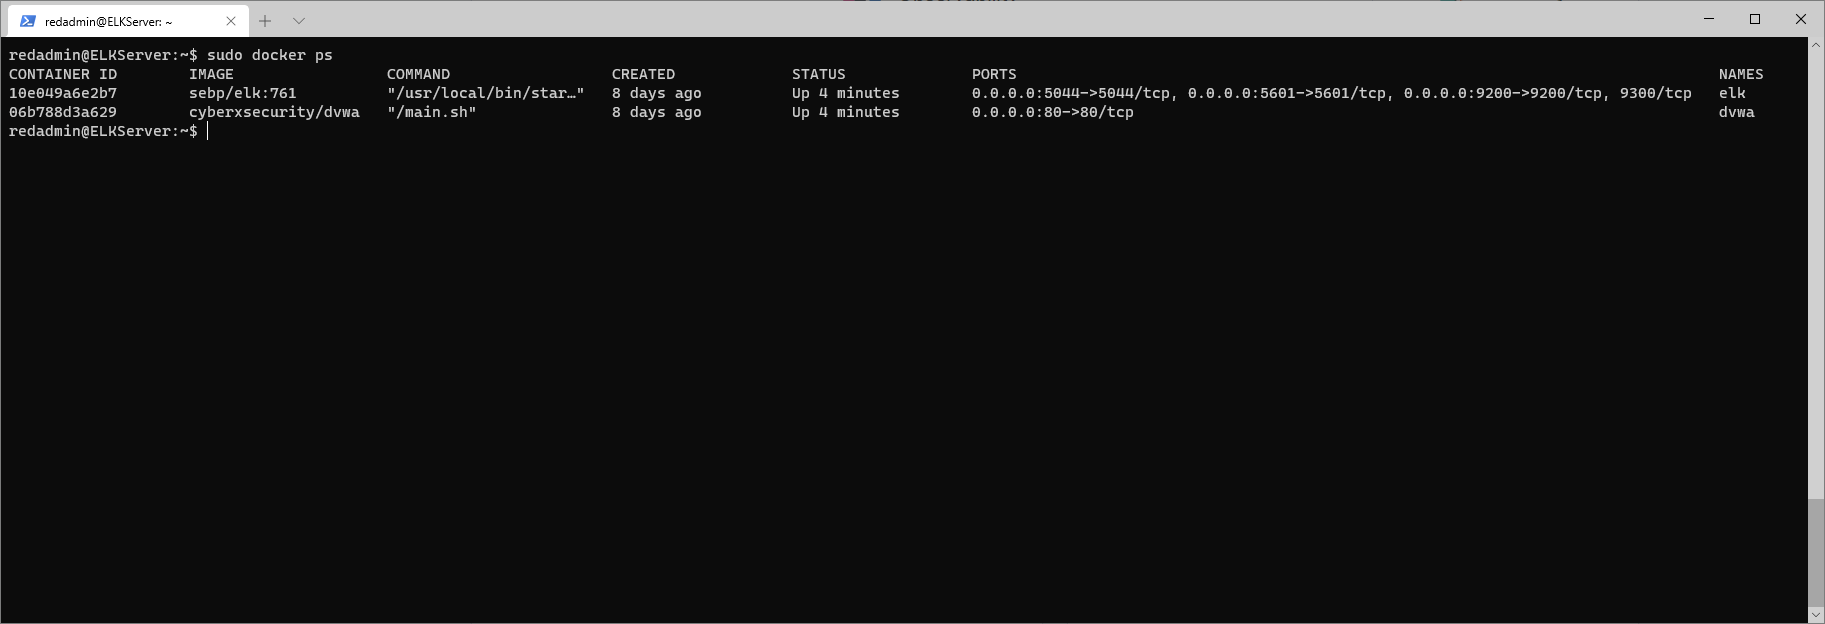 redadmin@ELKServer: ~
redadmin@ELKServer:~$ sudo docker ps
CONTAINER ID        IMAGE                 COMMAND                  CREATED             STATUS              PORTS                                                                              NAMES
10e049a6e2b7        sebp/elk:761          "/usr/local/bin/star…"   8 days ago          Up 4 minutes        0.0.0.0:5044->5044/tcp, 0.0.0.0:5601->5601/tcp, 0.0.0.0:9200->9200/tcp, 9300/tcp   elk
06b788d3a629        cyberxsecurity/dvwa   "/main.sh"               8 days ago          Up 4 minutes        0.0.0.0:80->80/tcp                                                                 dvwa
redadmin@ELKServer:~$